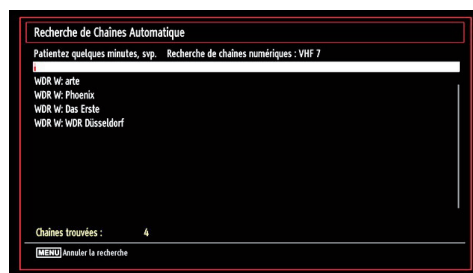 Recherche de Chaînes Automatique
Patientez quelques minutes, svp. Recherche de chaînes numériques : VHF 7
WDR W: arte
WDR W: Phoenix
WDR W: Das Erste
WDR W: WDR Düsseldorf
Chaînes trouvées : 4
MENU Annuler la recherche